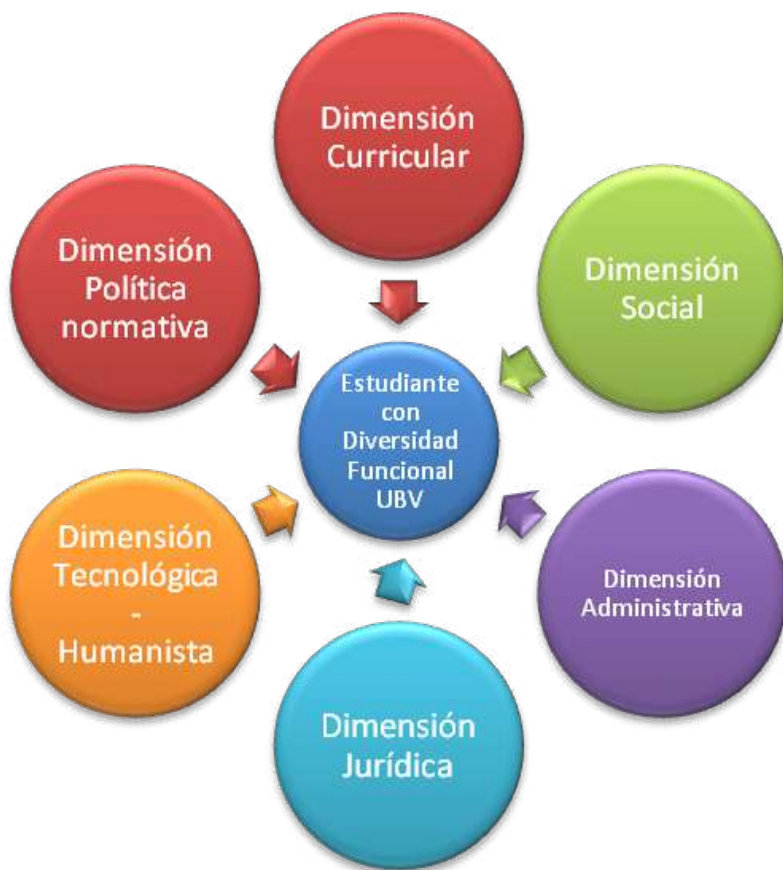 Dimensión
Curricular
Dimensión
Política
normativa
Dimensión
Social
Estudiante
con
Diversidad
Funcional
UBV
Dimensión
Tecnológica
-
Humanista
Dimensión
Administrativa
Dimensión
Jurídica